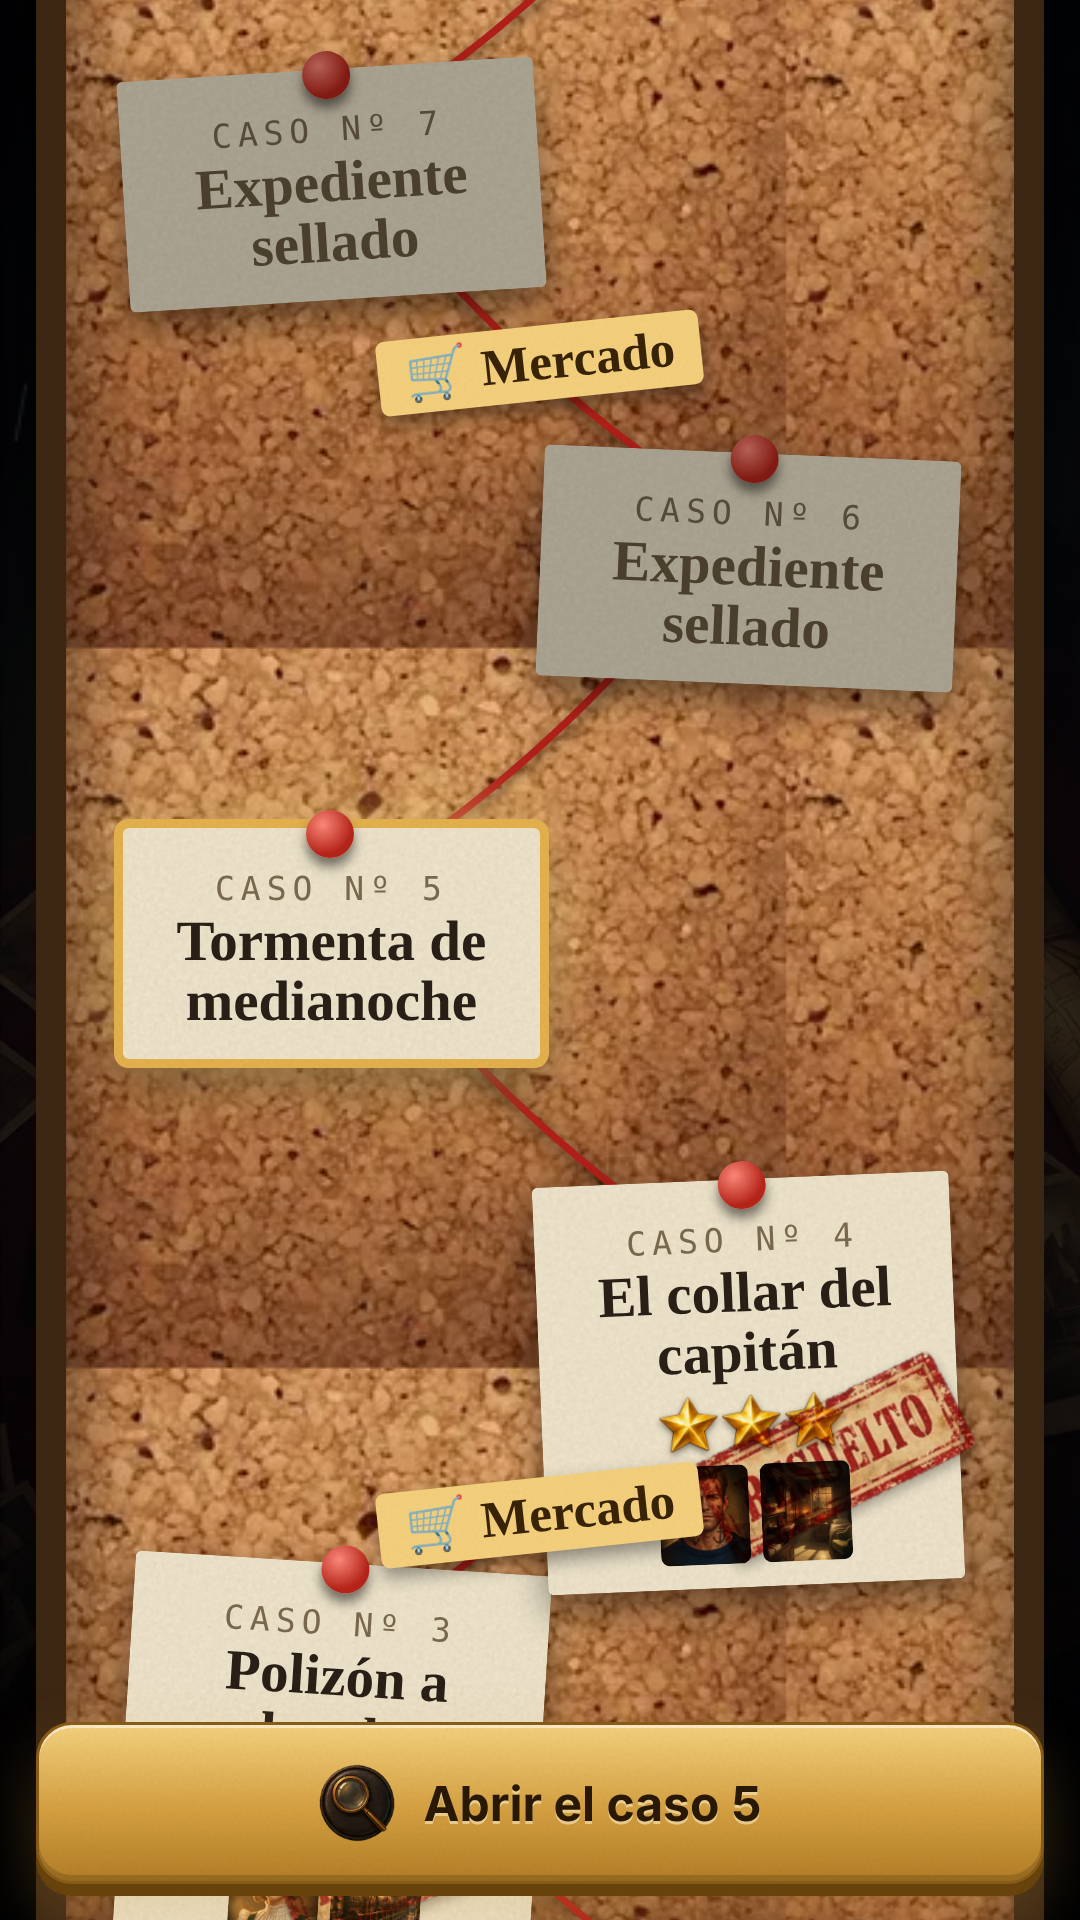 CASO Nº 7
Expediente
sellado
Mercado
CASO Nº 6
Expediente
sellado
CASO Nº 5
Tormenta de
medianoche
CASO Nº 4
El collar del
capitán
Mercado
CASO Nº 3
Polizón a
Abrir el caso 5